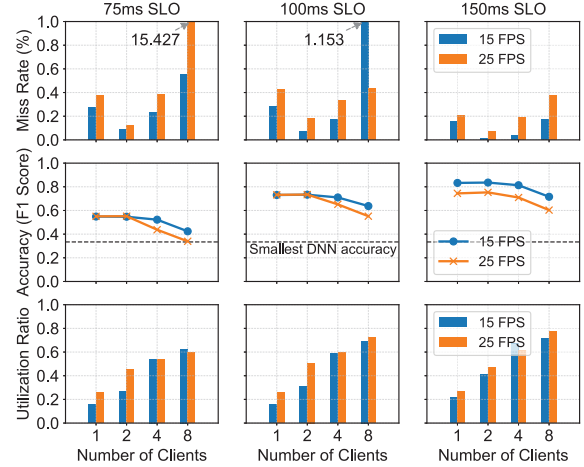 75ms SLO 100ms SLO 150ms SLO
Miss Rate (%)
1.0
0.8
0.6
0.4
0.2
0.0
15.427
1.153
15 FPS
25 FPS
Accuracy (F1 Score)
1.0
0.8
0.6
0.4
0.2
0.0
Smallest DNN accuracy
15 FPS
25 FPS
Utilization Ratio
1.0
0.8
0.6
0.4
0.2
0.0
15 FPS
25 FPS
1 2 4 8 1 2 4 8 1 2 4 8
Number of Clients Number of Clients Number of Clients